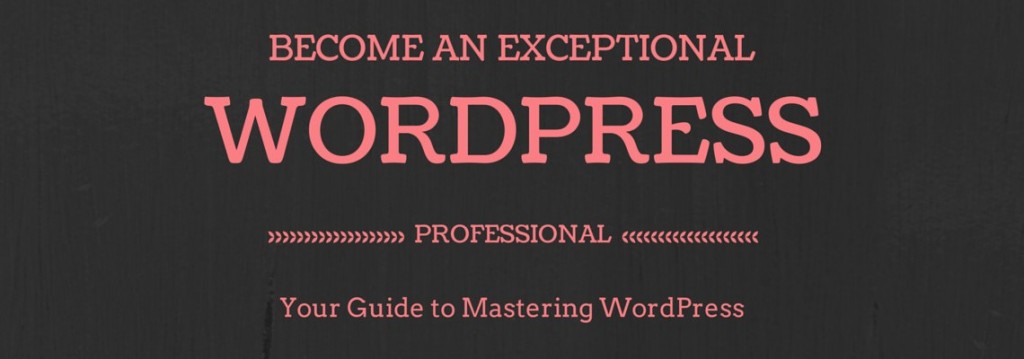 BECOME AN EXCEPTIONAL
WORDPRESS
»»»»»»»»»» PROFESSIONAL ««««««««««
Your Guide to Mastering WordPress